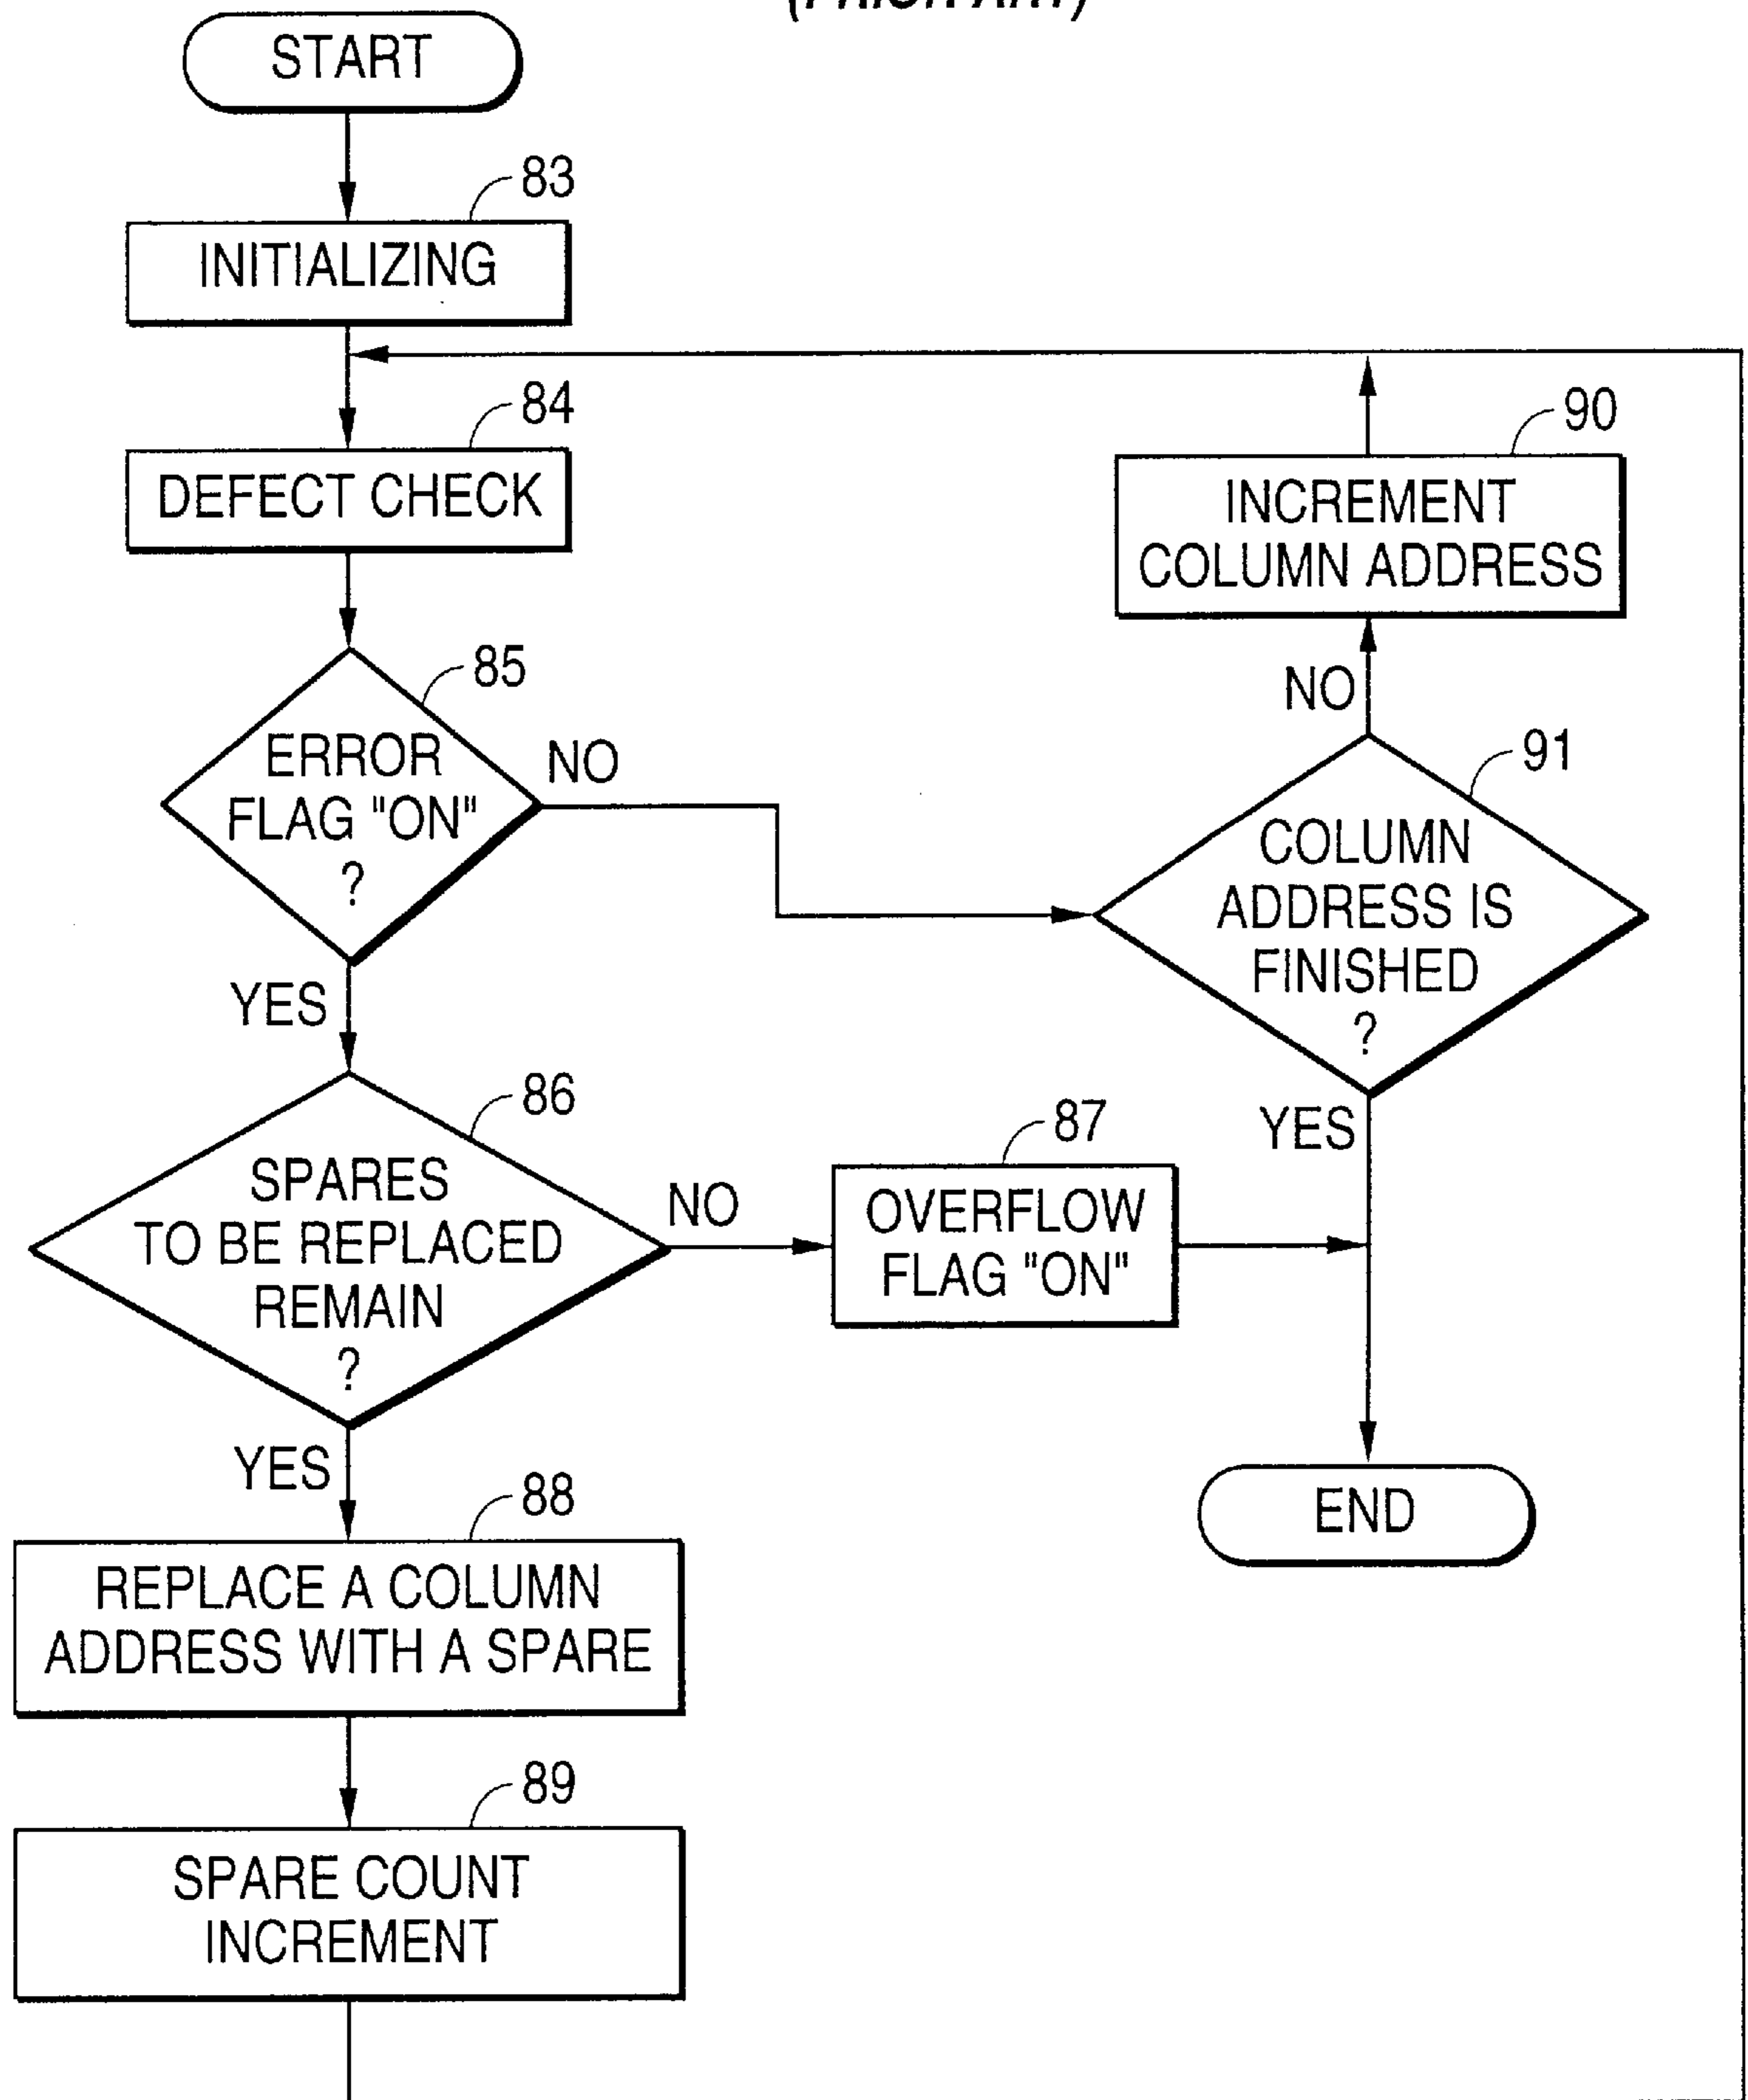 (PRIOR ART)
START
83
INITIALIZING
84
DEFECT CHECK
90
INCREMENT
COLUMN ADDRESS
85
ERROR
FLAG "ON"
?
NO
NO
91
COLUMN
ADDRESS IS
FINISHED
?
YES
YES
86
SPARES
TO BE REPLACED
REMAIN
?
NO
87
OVERFLOW
FLAG "ON"
YES
88
REPLACE A COLUMN
ADDRESS WITH A SPARE
END
89
SPARE COUNT
INCREMENT